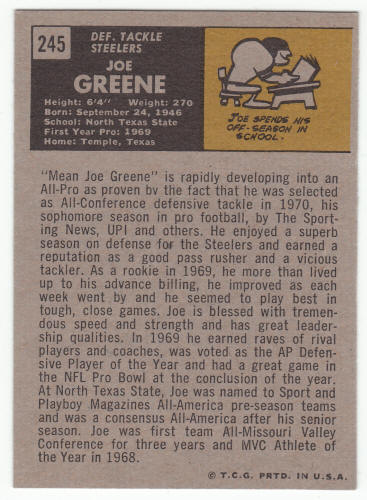 245
DEF. TACKLE
STEELERS
JOE
GREENE
Height: 6'4" Weight: 270
Born: September 24, 1946
School: North Texas State
First Year Pro: 1969
Home: Temple, Texas
JOE SPENDS HIS
OFF-SEASON IN
SCHOOL.
"Mean Joe Greene" is rapidly developing into an
All-Pro as proven by the fact that he was selected
as All-Conference defensive tackle in 1970, his
sophomore season in pro football, by The Sport-
ing News, UPI and others. He enjoyed a superb
season on defense for the Steelers and earned a
reputation as a good pass rusher and a vicious
tackler. As a rookie in 1969, he more than lived
up to his advance billing, he improved as each
week went by and he seemed to play best in
tough, close games. Joe is blessed with tremen-
dous speed and strength and has great leader-
ship qualities. In 1969 he earned raves of rival
players and coaches, was voted as the AP Defen-
sive Player of the Year and had a great game in
the NFL Pro Bowl at the conclusion of the year.
At North Texas State, Joe was named to Sport and
Playboy Magazines All-America pre-season teams
and was a consensus All-America after his senior
season. Joe was first team All-Missouri Valley
Conference for three years and MVC Athlete of
the Year in 1968.
© T.C.G. PRTD. IN U.S.A.